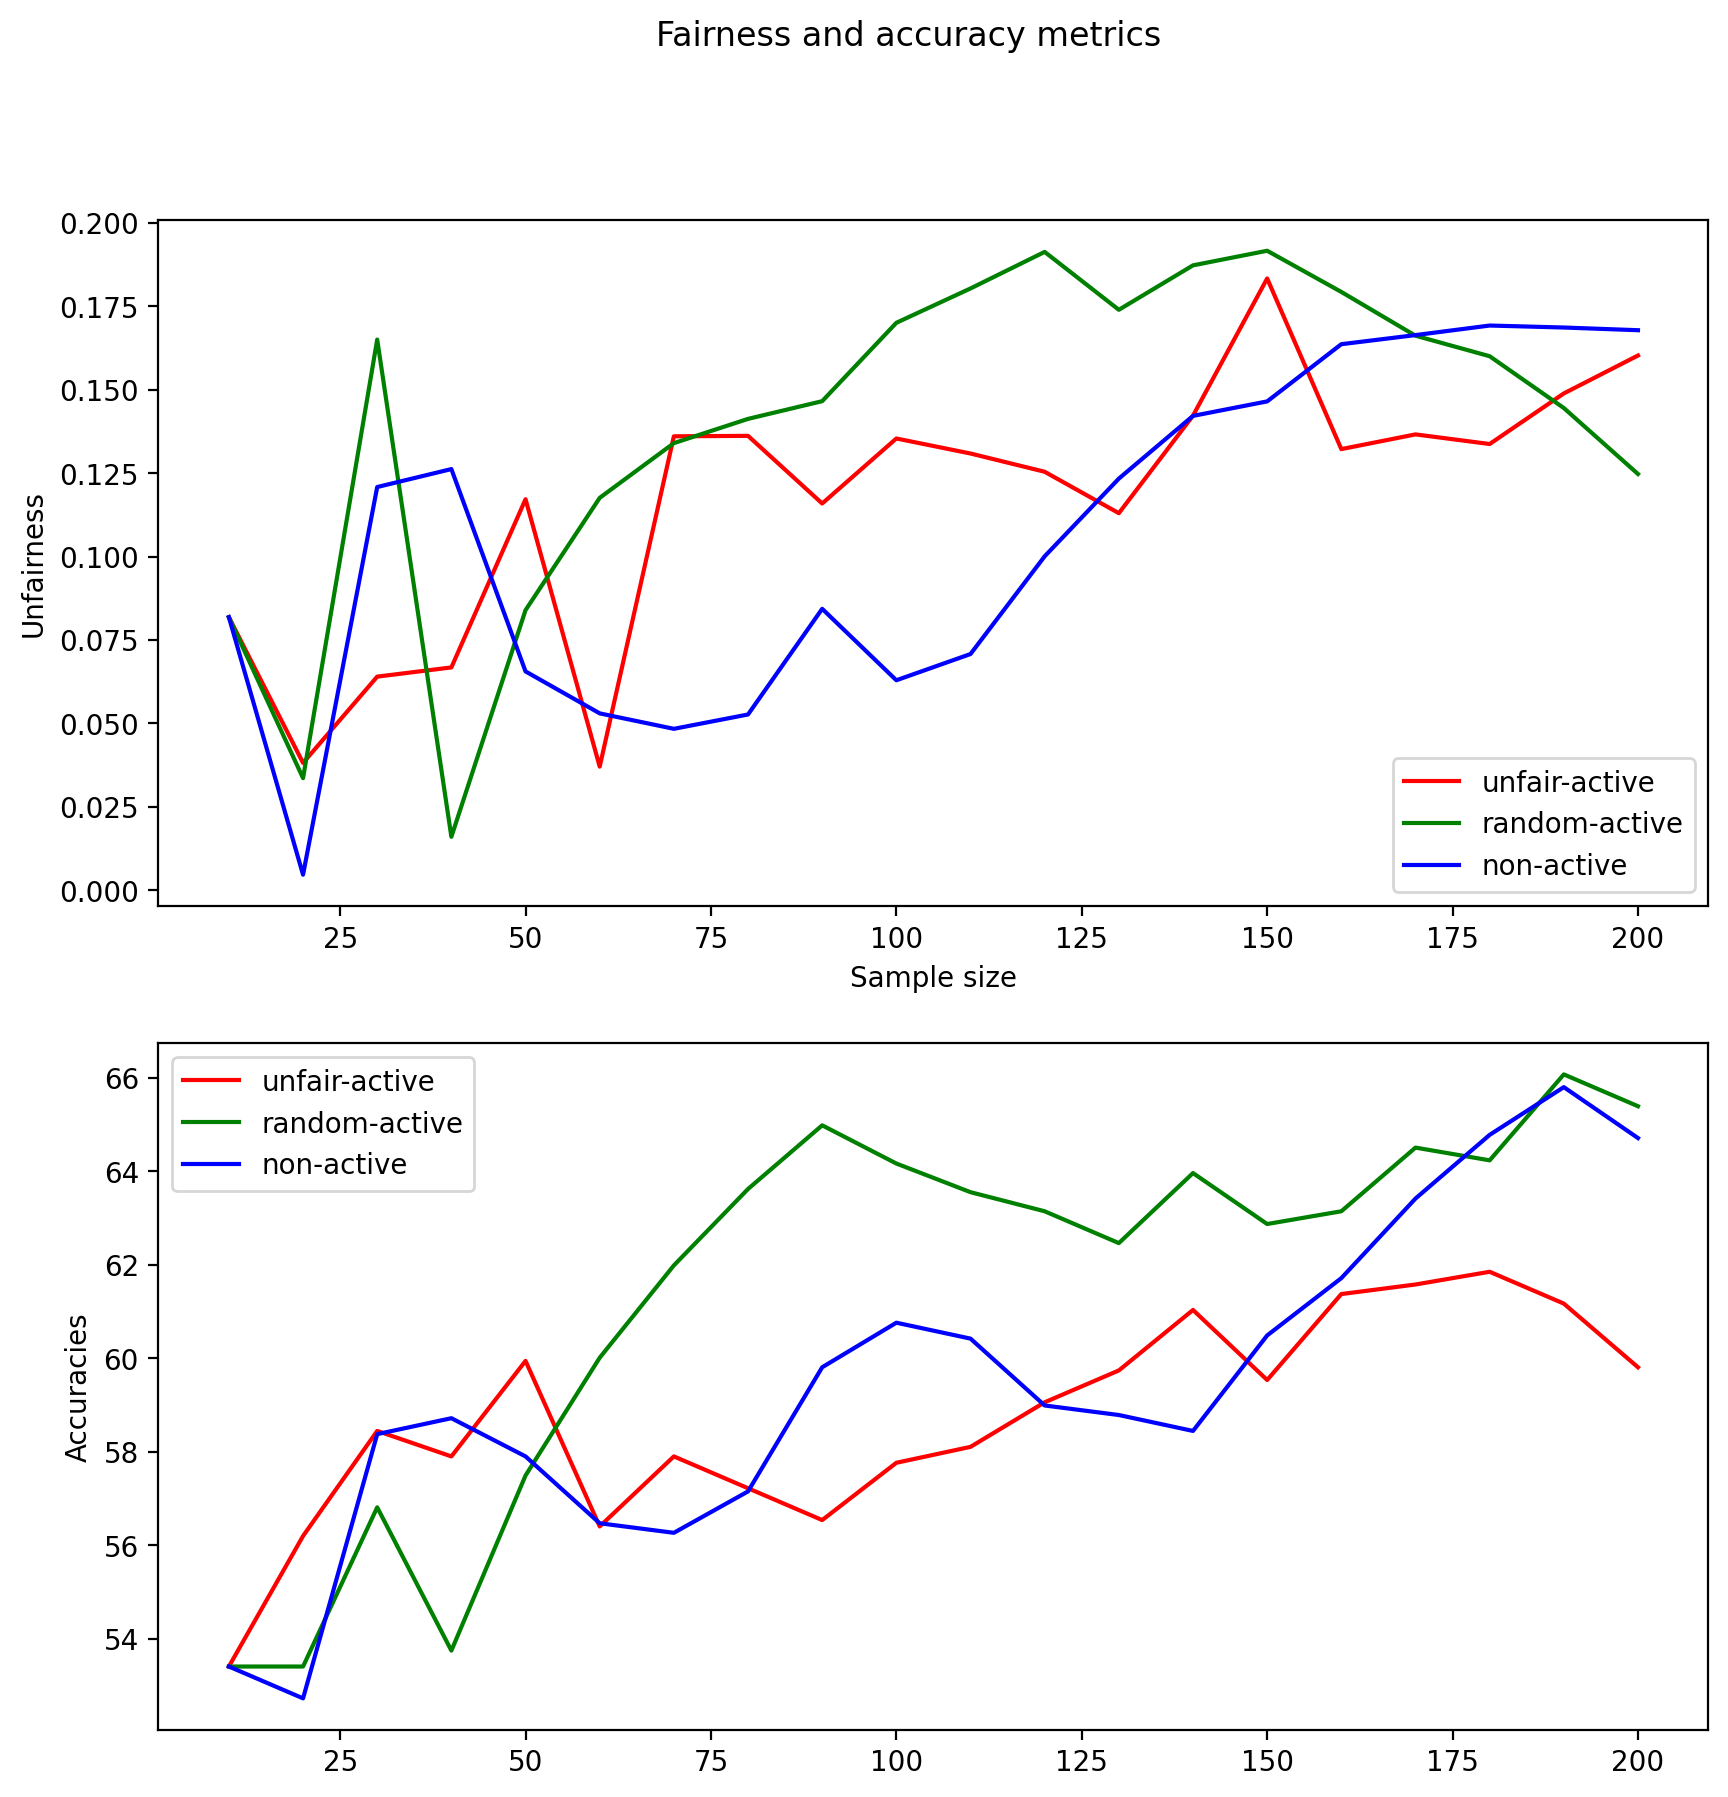 Fairness and accuracy metrics
0.200
0.175
0.150
0.125
0.100
0.075
0.050
0.025
0.000
Unfairness
unfair-active
random-active
non-active
25 50 75 100 125 150 175 200
Sample size
66
64
62
60
58
56
54
Accuracies
unfair-active
random-active
non-active
25 50 75 100 125 150 175 200